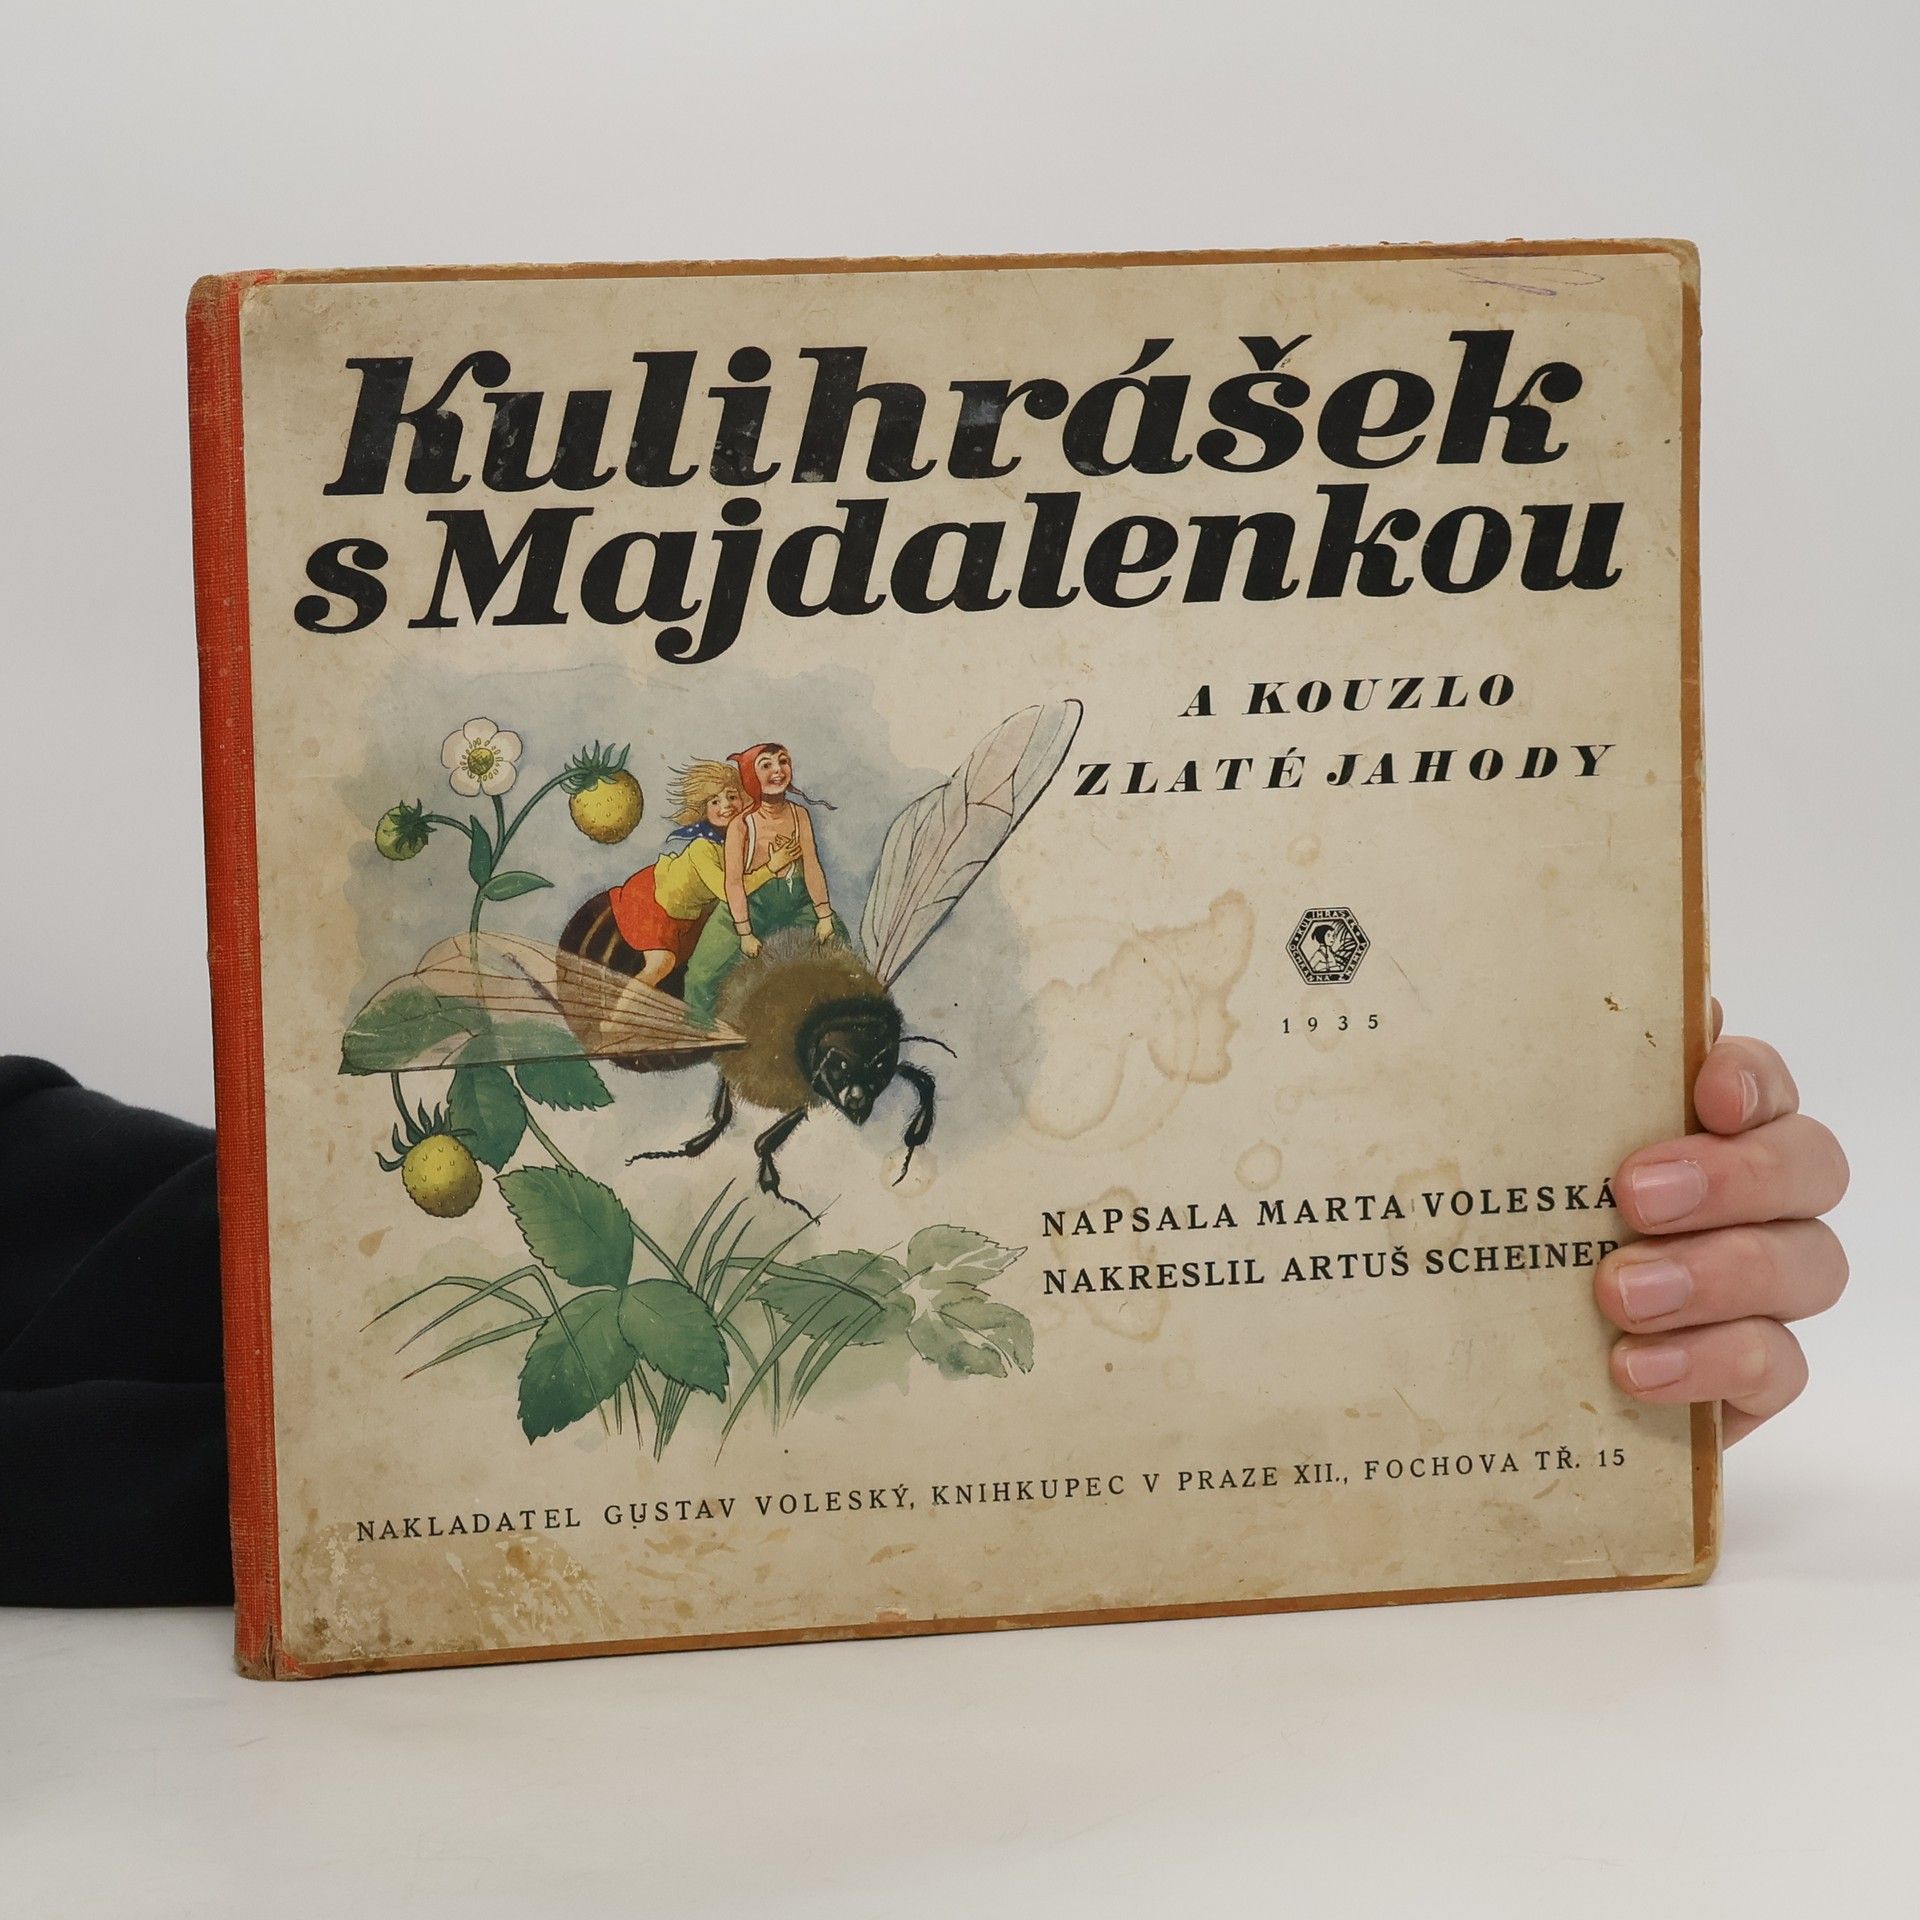 Kulihrášek
s Majdalenkou
A KOUZLO
ZLATÉ JAHODY
1935
NAPSALA MARTA VOLESKÁ
NAKRESLIL ARTUŠ SCHEINER
NAKLADATEL GUSTAV VOLESKÝ, KNIHKUPEC V PRAZE XII., FOCHOVA TŘ. 15